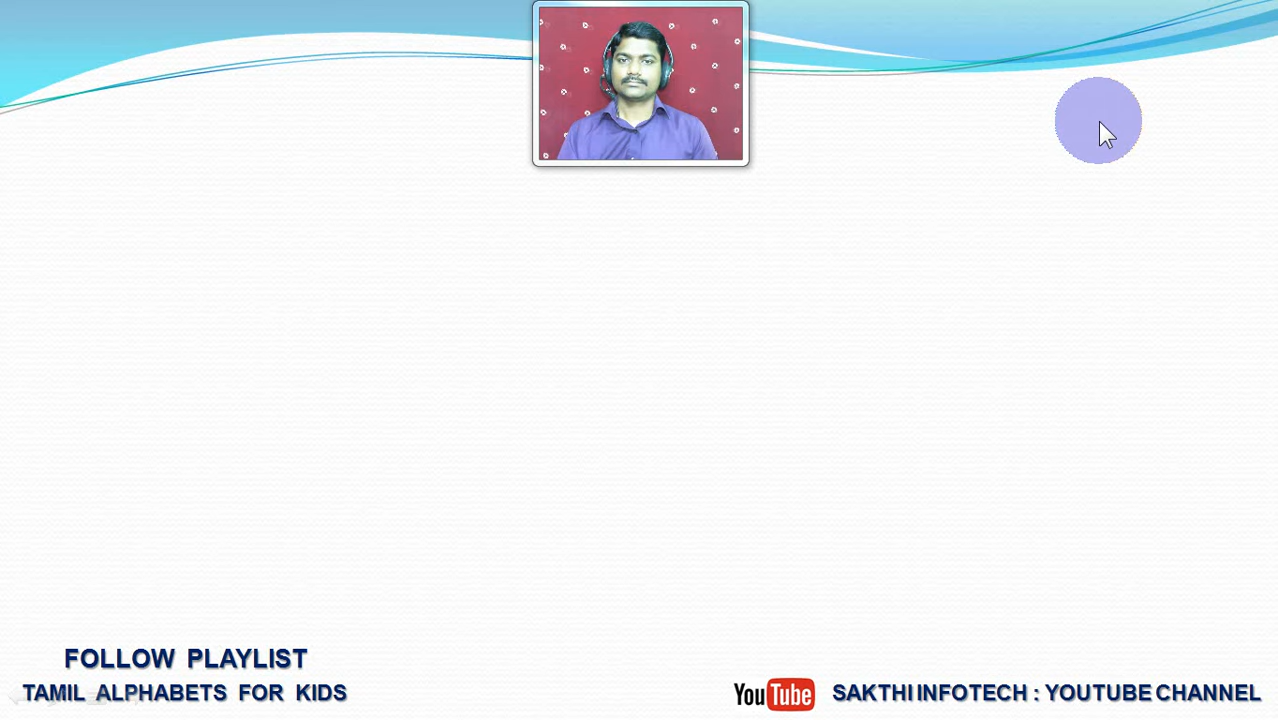 FOLLOW PLAYLIST
TAMIL ALPHABETS FOR KIDS
YouTube SAKTHI INFOTECH : YOUTUBE CHANNEL